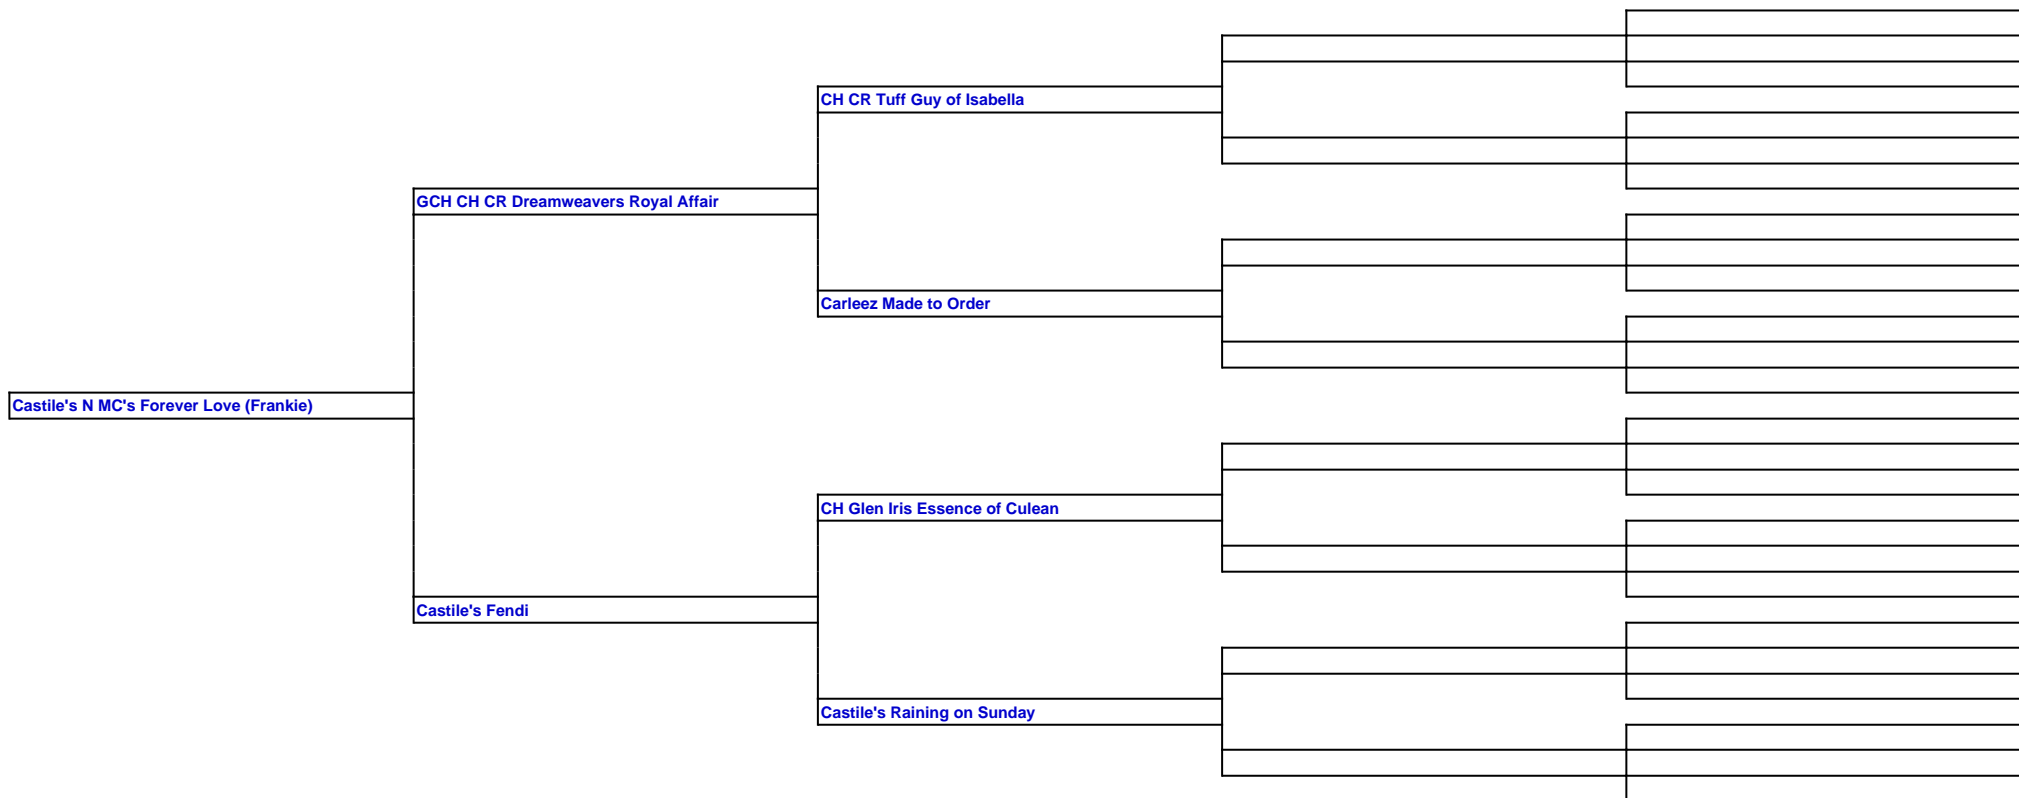 CH CR Tuff Guy of Isabella
GCH CH CR Dreamweavers Royal Affair
Carleez Made to Order
Castile's N MC's Forever Love (Frankie)
CH Glen Iris Essence of Culean
Castile's Fendi
Castile's Raining on Sunday